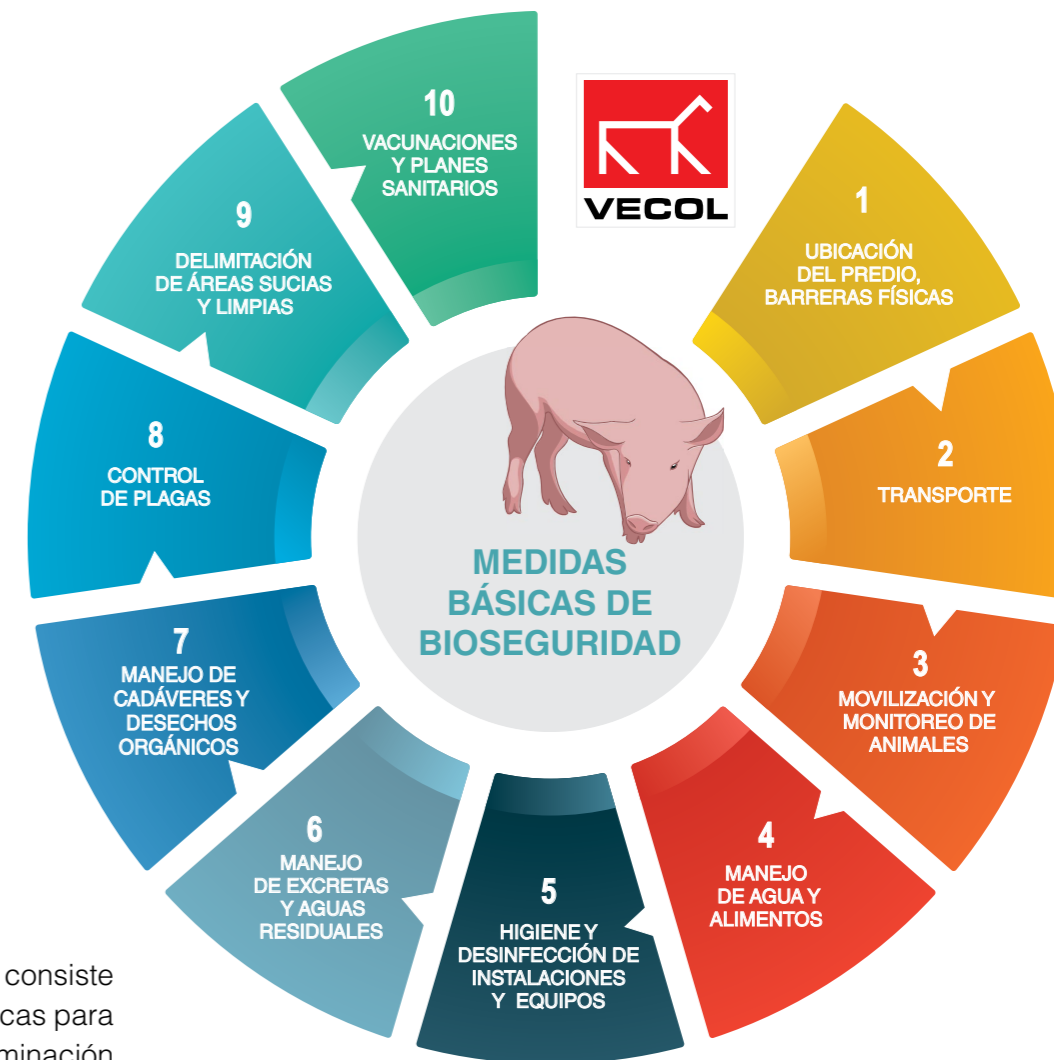 VECOL
1
UBICACIÓN
DEL PREDIO,
BARRERAS FÍSICAS
2
TRANSPORTE
3
MOVILIZACIÓN Y
MONITOREO DE
ANIMALES
4
MANEJO
DE AGUA Y
ALIMENTOS
5
HIGIENE Y
DESINFECCIÓN DE
INSTALACIONES
Y EQUIPOS
6
MANEJO
DE EXCRETAS
Y AGUAS
RESIDUALES
7
MANEJO DE
CADÁVERES Y
DESECHOS
ORGÁNICOS
8
CONTROL
DE PLAGAS
9
DELIMITACIÓN
DE ÁREAS SUCIAS
Y LIMPIAS
10
VACUNACIONES
Y PLANES
SANITARIOS
MEDIDAS
BÁSICAS DE
BIOSEGURIDAD
consiste
cas para
minación